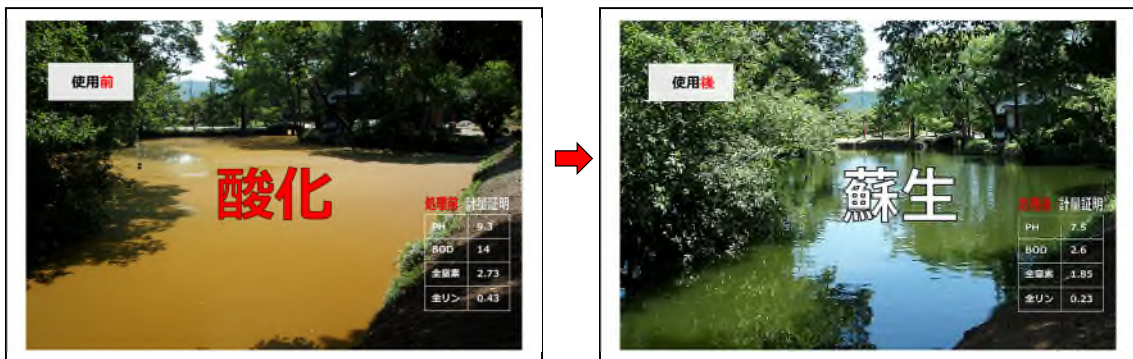 使用前
酸化
処理前 計量証明
PH 9.3
BOD 14
全窒素 2.73
全リン 0.43
使用後
蘇生
処理後 計量証明
PH 7.5
BOD 2.6
全窒素 1.85
全リン 0.23